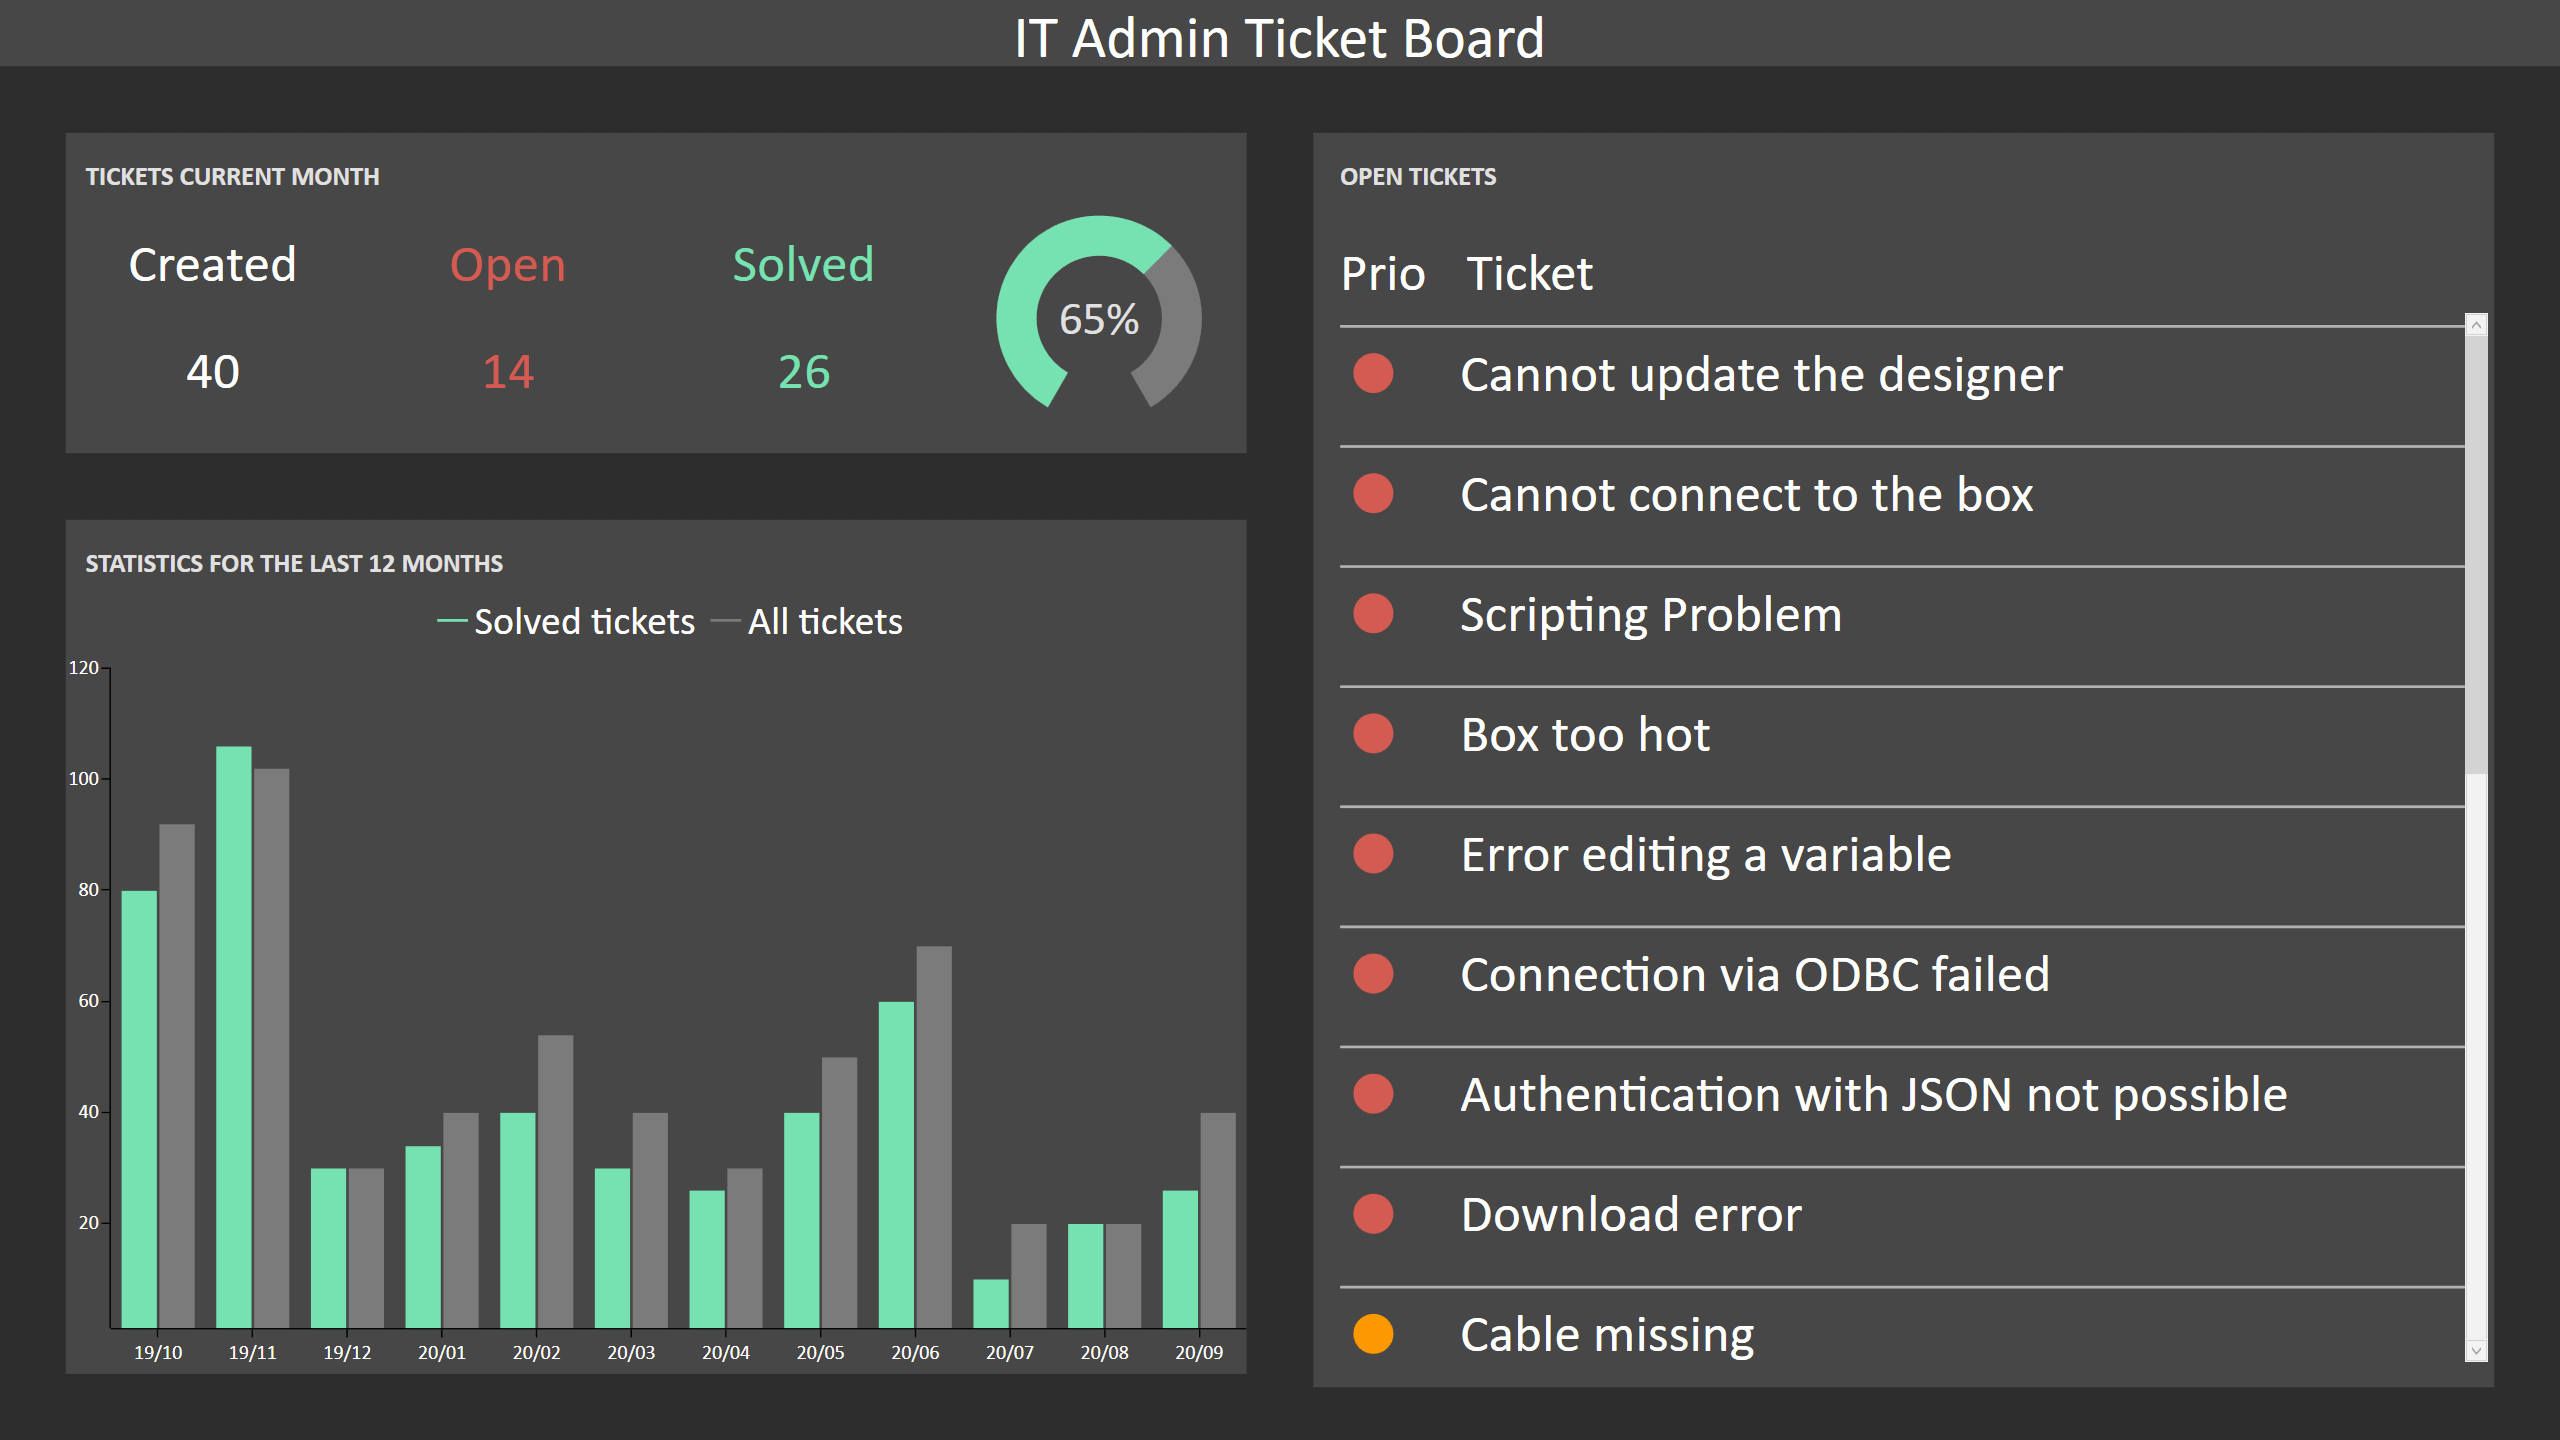 IT Admin Ticket Board
TICKETS CURRENT MONTH
Created Open Solved
40 14 26
65%
STATISTICS FOR THE LAST 12 MONTHS
Solved tickets All tickets
120
100
80
60
40
20
19/10 19/11 19/12 20/01 20/02 20/03 20/04 20/05 20/06 20/07 20/08 20/09
OPEN TICKETS
Prio Ticket
Cannot update the designer
Cannot connect to the box
Scripting Problem
Box too hot
Error editing a variable
Connection via ODBC failed
Authentication with JSON not possible
Download error
Cable missing